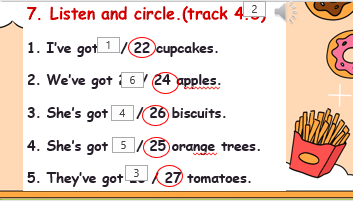 7. Listen and circle.(track 4. 2
1. I've got 1 / 22 cupcakes.
2. We've got 6 / 24 apples.
3. She's got 4 / 26 biscuits.
4. She's got 5 / 25 orange trees.
5. They've got 3 / 27 tomatoes.